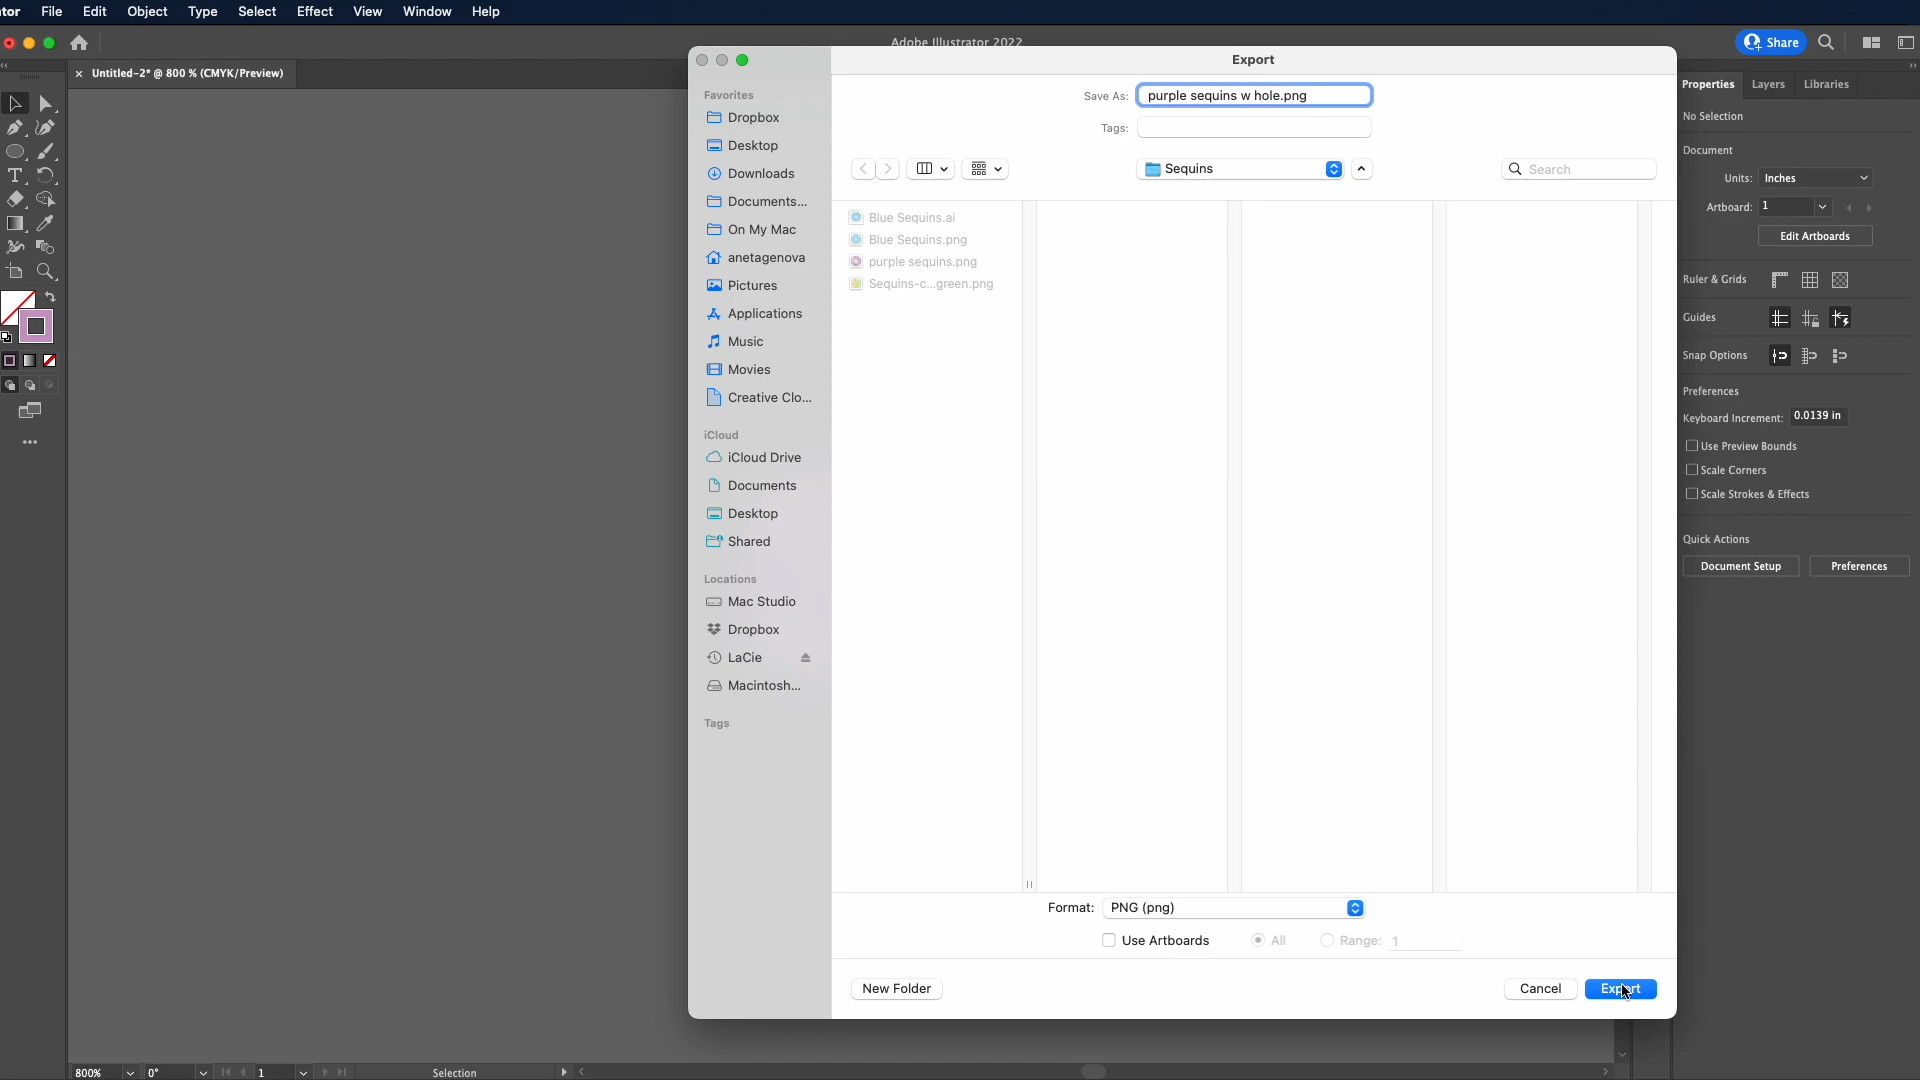 tor File Edit Object Type Select Effect View Window Help
Adobe Illustrator 2022
Share
× Untitled-2* @ 800 % (CMYK/Preview)
Export
Save As: purple sequins w hole.png
Tags:
Sequins
Search
Favorites
Dropbox
Desktop
Downloads
Documents...
On My Mac
anetagenova
Pictures
Applications
Music
Movies
Creative Clo...
iCloud
iCloud Drive
Documents
Desktop
Shared
Locations
Mac Studio
Dropbox
LaCie
Macintosh...
Tags
Blue Sequins.ai
Blue Sequins.png
purple sequins.png
Sequins-c...green.png
Format: PNG (png)
Use Artboards All Range: 1
New Folder
Cancel Export
Properties Layers Libraries
No Selection
Document
Units: Inches
Artboard: 1
Edit Artboards
Ruler & Grids
Guides
Snap Options
Preferences
Keyboard Increment: 0.0139 in
Use Preview Bounds
Scale Corners
Scale Strokes & Effects
Quick Actions
Document Setup Preferences
800% 0° 1 Selection